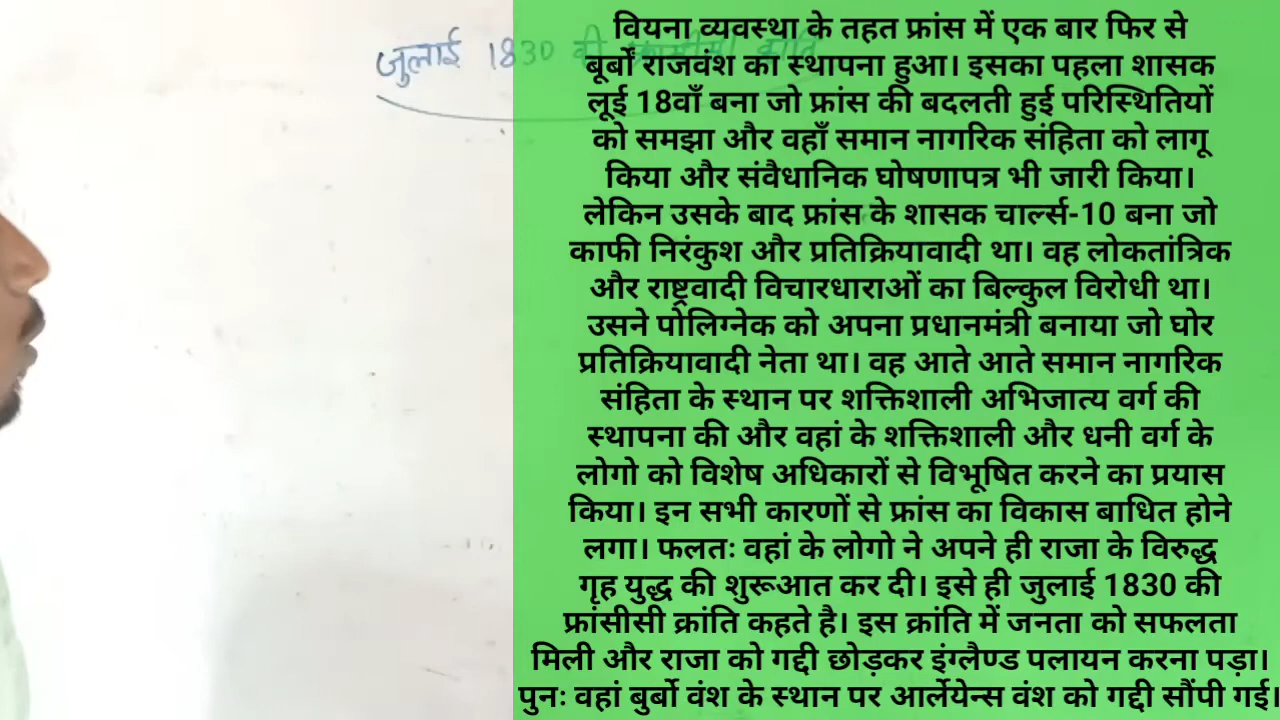 जुलाई 1830 की
वियना व्यवस्था के तहत फ्रांस में एक बार फिर से
बूर्बों राजवंश का स्थापना हुआ। इसका पहला शासक
लूई 18वाँ बना जो फ्रांस की बदलती हुई परिस्थितियों
को समझा और वहाँ समान नागरिक संहिता को लागू
किया और संवैधानिक घोषणापत्र भी जारी किया।
लेकिन उसके बाद फ्रांस के शासक चार्ल्स-10 बना जो
काफी निरंकुश और प्रतिक्रियावादी था। वह लोकतांत्रिक
और राष्ट्रवादी विचारधाराओं का बिल्कुल विरोधी था।
उसने पोलिग्नेक को अपना प्रधानमंत्री बनाया जो घोर
प्रतिक्रियावादी नेता था। वह आते आते समान नागरिक
संहिता के स्थान पर शक्तिशाली अभिजात्य वर्ग की
स्थापना की और वहां के शक्तिशाली और धनी वर्ग के
लोगो को विशेष अधिकारों से विभूषित करने का प्रयास
किया। इन सभी कारणों से फ्रांस का विकास बाधित होने
लगा। फलतः वहां के लोगो ने अपने ही राजा के विरुद्ध
गृह युद्ध की शुरूआत कर दी। इसे ही जुलाई 1830 की
फ्रांसीसी क्रांति कहते है। इस क्रांति में जनता को सफलता
मिली और राजा को गद्दी छोड़कर इंग्लैण्ड पलायन करना पड़ा।
पुनः वहां बुर्बो वंश के स्थान पर आर्लेयेन्स वंश को गद्दी सौंपी गई।